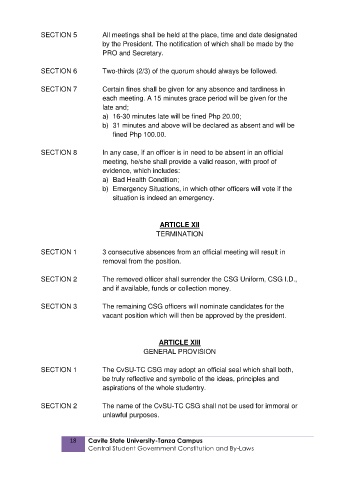 SECTION 5 All meetings shall be held at the place, time and date designated
by the President. The notification of which shall be made by the
PRO and Secretary.
SECTION 6 Two-thirds (2/3) of the quorum should always be followed.
SECTION 7 Certain fines shall be given for any absence and tardiness in
each meeting. A 15 minutes grace period will be given for the
late and;
a) 16-30 minutes late will be fined Php 20.00;
b) 31 minutes and above will be declared as absent and will be
fined Php 100.00.
SECTION 8 In any case, if an officer is in need to be absent in an official
meeting, he/she shall provide a valid reason, with proof of
evidence, which includes:
a) Bad Health Condition;
b) Emergency Situations, in which other officers will vote if the
situation is indeed an emergency.
ARTICLE XII
TERMINATION
SECTION 1 3 consecutive absences from an official meeting will result in
removal from the position.
SECTION 2 The removed officer shall surrender the CSG Uniform, CSG I.D.,
and if available, funds or collection money.
SECTION 3 The remaining CSG officers will nominate candidates for the
vacant position which will then be approved by the president.
ARTICLE XIII
GENERAL PROVISION
SECTION 1 The CvSU-TC CSG may adopt an official seal which shall both,
be truly reflective and symbolic of the ideas, principles and
aspirations of the whole studentry.
SECTION 2 The name of the CvSU-TC CSG shall not be used for immoral or
unlawful purposes.
18 Cavite State University-Tanza Campus
Central Student Government Constitution and By-Laws